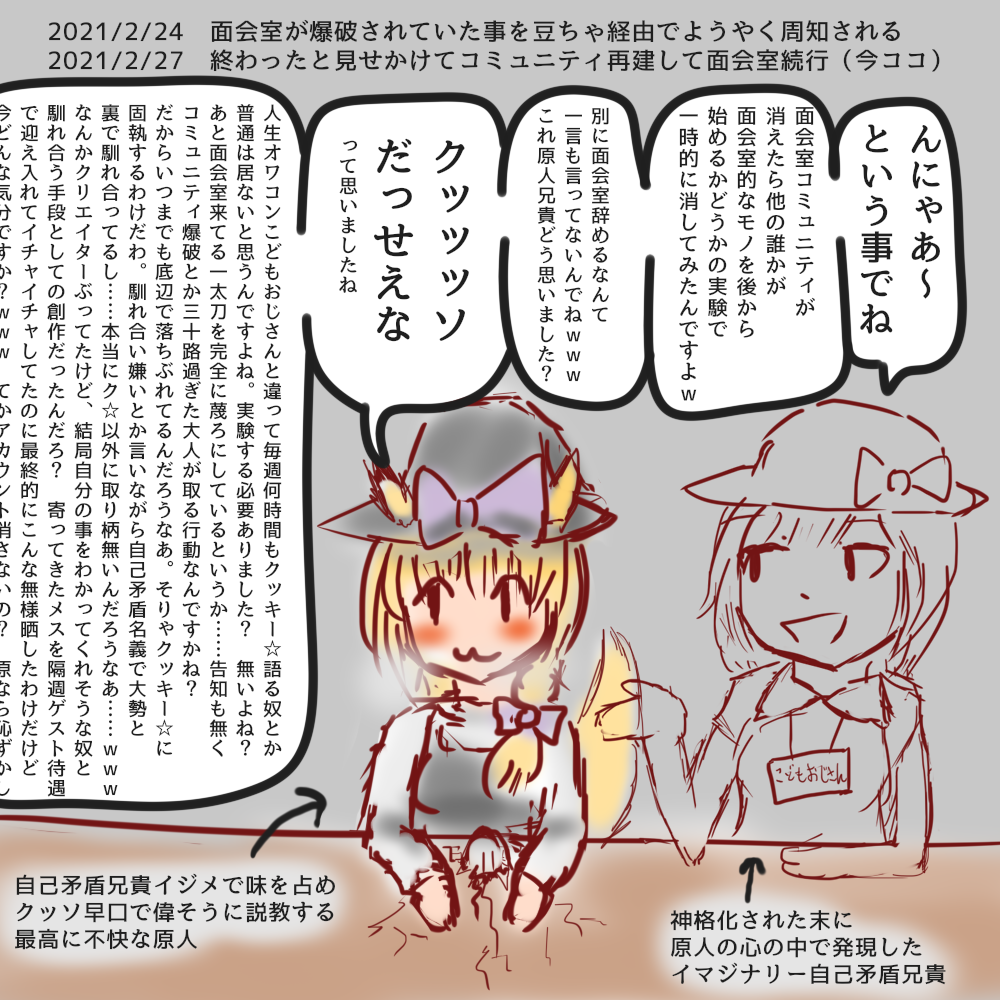 2021/2/24　面会室が爆破されていた事を豆ちゃ経由でようやく周知される
2021/2/27　終わったと見せかけてコミュニティ再建して面会室続行（今ココ）
んにゃあ～
という事でね
面会室コミュニティが
消えたら他の誰かが
面会室的なモノを後から
始めるかどうかの実験で
一時的に消してみたんですよｗ
別に面会室辞めるなんて
一言も言ってないんでねｗｗｗ
これ原人兄貴どう思いました？
クッッッソ
だっせえな
って思いましたね
人生オワコンこどもおじさんと違って毎週何時間もクッキー☆語る奴とか
普通は居ないと思うんですよね。実験する必要ありました？　無いよね？
あと面会室来てる一太刀を完全に蔑ろにしているというか……告知も無く
コミュニティ爆破とか三十路過ぎた大人が取る行動なんですかね？
だからいつまでも底辺で落ちぶれてるんだろうなあ。そりゃクッキー☆に
固執するわけだわ。馴れ合い嫌いとか言いながら自己矛盾名義で大勢と
裏で馴れ合ってるし……本当にク☆以外に取り柄無いんだろうなあ……ｗｗｗ
なんかクリエイターぶってたけど、結局自分の事をわかってくれそうな奴と
馴れ合う手段としての創作だったんだろ？　寄ってきたメスを隔週ゲスト待遇
で迎え入れてイチャイチャしてたのに最終的にこんな無様晒したわけだけど
今どんな気分ですか？ｗｗｗ　てかアカウント消さないの？　原なら恥ずかし
こどもおじさん
自己矛盾兄貴イジメで味を占め
クッソ早口で偉そうに説教する
最高に不快な原人
神格化された末に
原人の心の中で発現した
イマジナリー自己矛盾兄貴